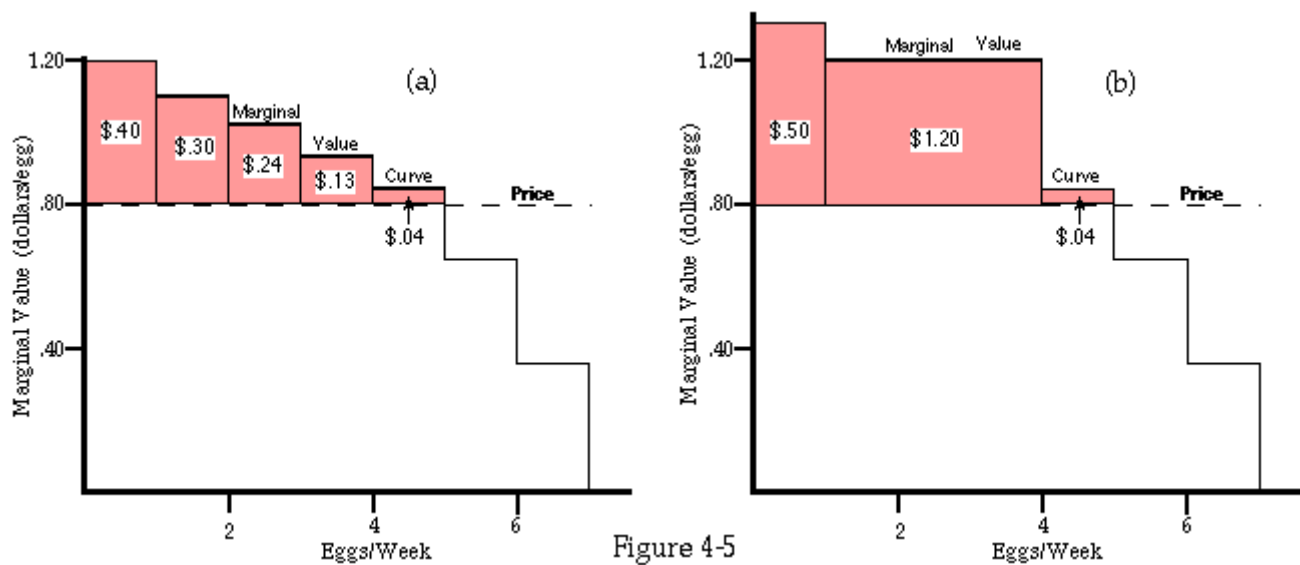 1.20
(a)
$.40
$.30
Marginal
$.24
Value
$.13
Curve
Price
.80
$.04
.40
Marginal Value (dollars/egg)
2
4
6
Eggs/Week
1.20
Marginal Value
(b)
$.50
$1.20
Curve
Price
.80
$.04
.40
Marginal Value (dollars/egg)
2
4
6
Eggs/Week
Figure 4-5